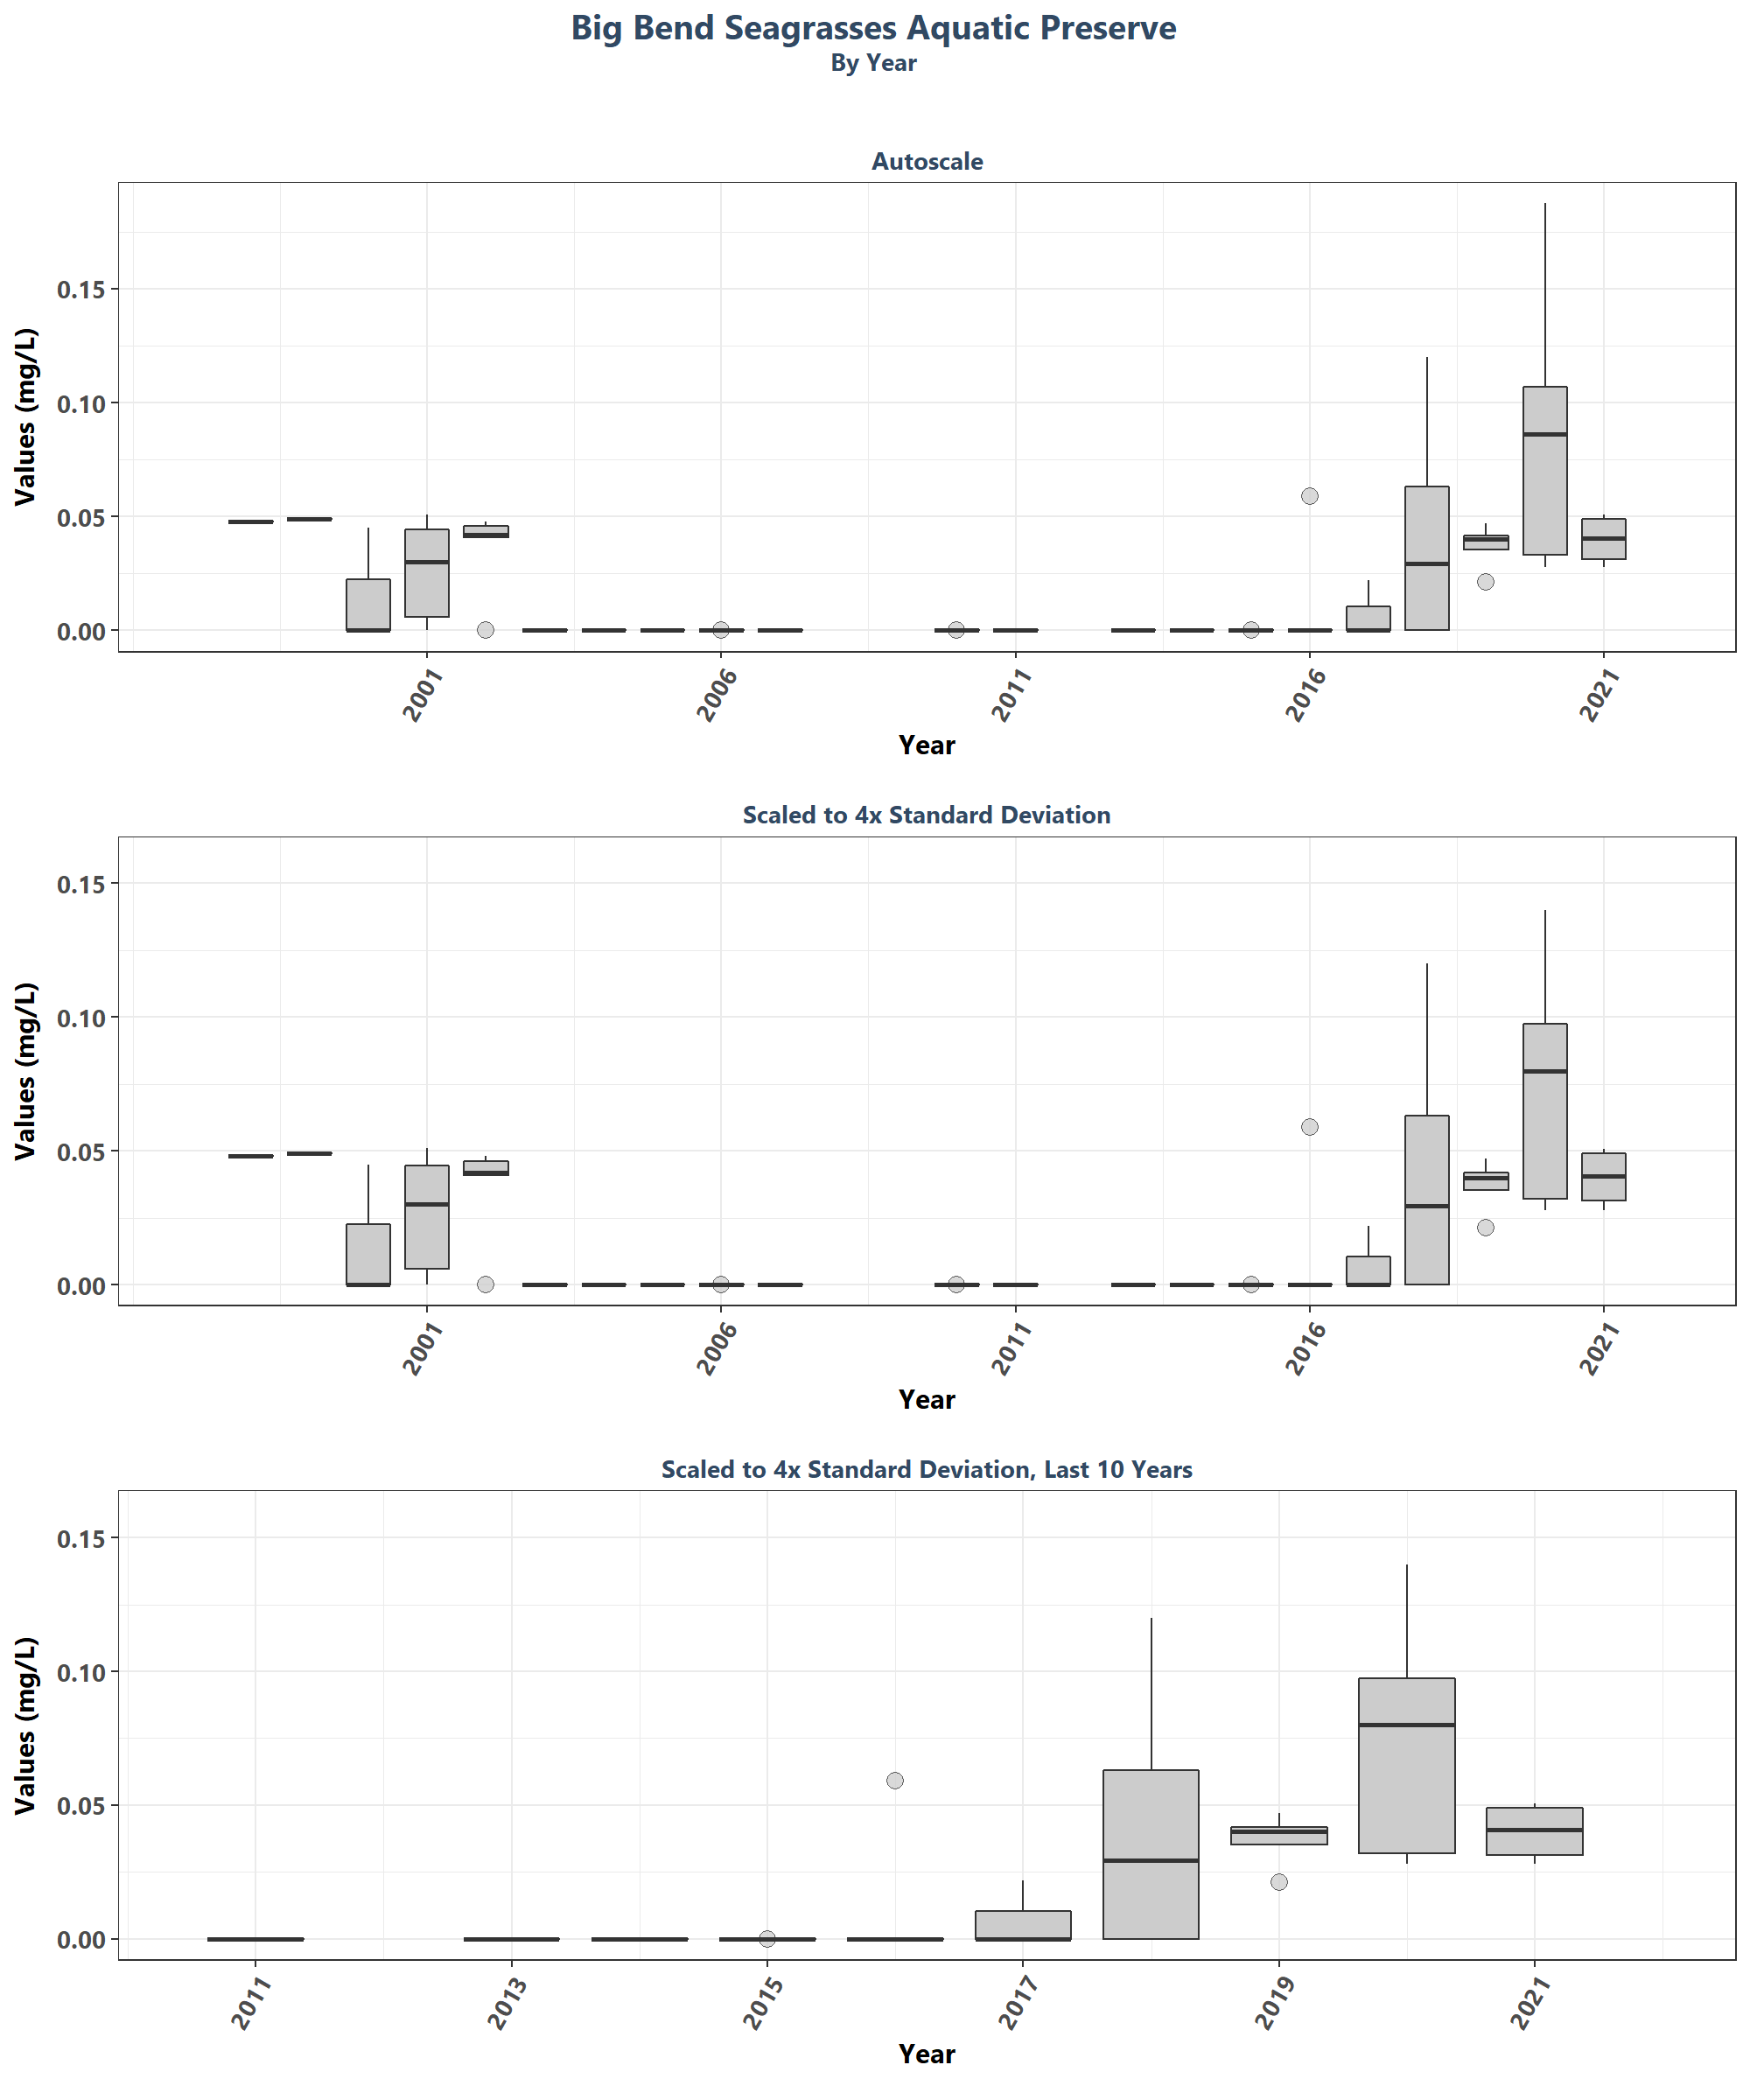 Big Bend Seagrasses Aquatic Preserve
By Year
Autoscale
Values (mg/L)
0.15
0.10
0.05
0.00
2001
2006
2011
2016
2021
Year
Scaled to 4x Standard Deviation
Values (mg/L)
0.15
0.10
0.05
0.00
2001
2006
2011
2016
2021
Year
Scaled to 4x Standard Deviation, Last 10 Years
Values (mg/L)
0.15
0.10
0.05
0.00
2011
2013
2015
2017
2019
2021
Year